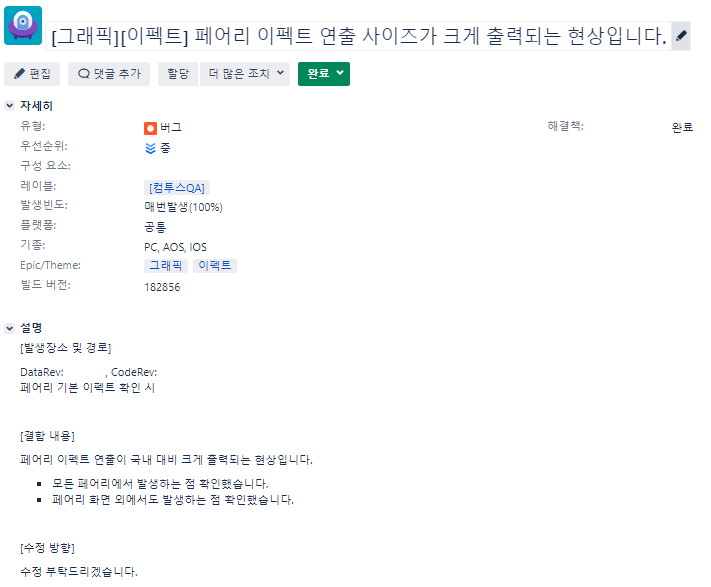 [그래픽][이펙트] 페어리 이펙트 연출 사이즈가 크게 출력되는 현상입니다.
편집 댓글 추가 할당 더 많은 조치 완료
자세히
유형: 버그 해결책: 완료
우선순위: 중
구성 요소:
레이블: [컴투스QA]
발생빈도: 매번발생(100%)
플랫폼: 공통
기종: PC, AOS, IOS
Epic/Theme: 그래픽 이펙트
빌드 버전: 182856
설명
[발생장소 및 경로]
DataRev: , CodeRev:
페어리 기본 이펙트 확인 시
[결함 내용]
페어리 이펙트 연출이 국내 대비 크게 출력되는 현상입니다.
모든 페어리에서 발생하는 점 확인했습니다.
페어리 화면 외에서도 발생하는 점 확인했습니다.
[수정 방향]
수정 부탁드리겠습니다.